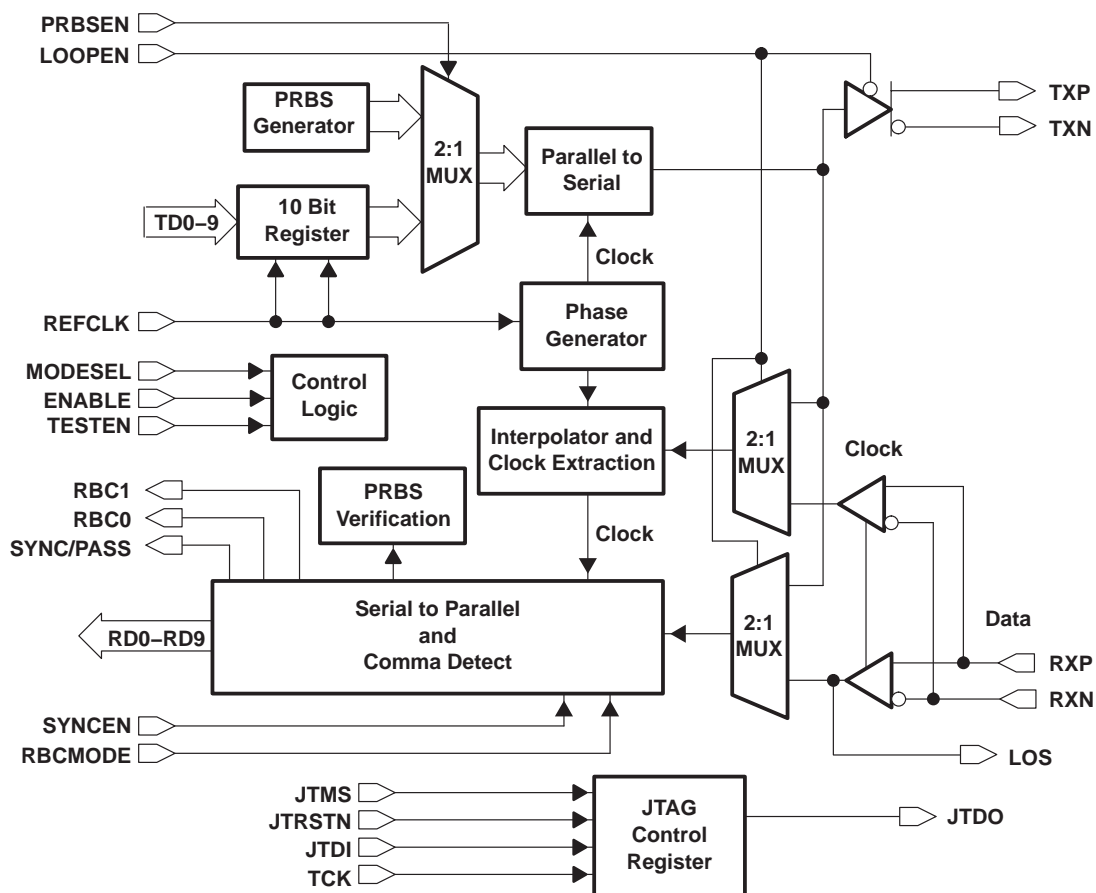 PRBSEN
LOOPEN
PRBS
Generator
2:1
MUX
Parallel to
Serial
TXP
TXN
TD0–9
10 Bit
Register
Clock
REFCLK
Phase
Generator
MODESEL
ENABLE
TESTEN
Control
Logic
Interpolator and
Clock Extraction
2:1
MUX
Clock
RBC1
RBC0
SYNC/PASS
PRBS
Verification
Clock
RD0–RD9
Serial to Parallel
and
Comma Detect
2:1
MUX
Data
RXP
RXN
SYNCEN
RBCMODE
LOS
JTMS
JTRSTN
JTDI
TCK
JTAG
Control
Register
JTDO